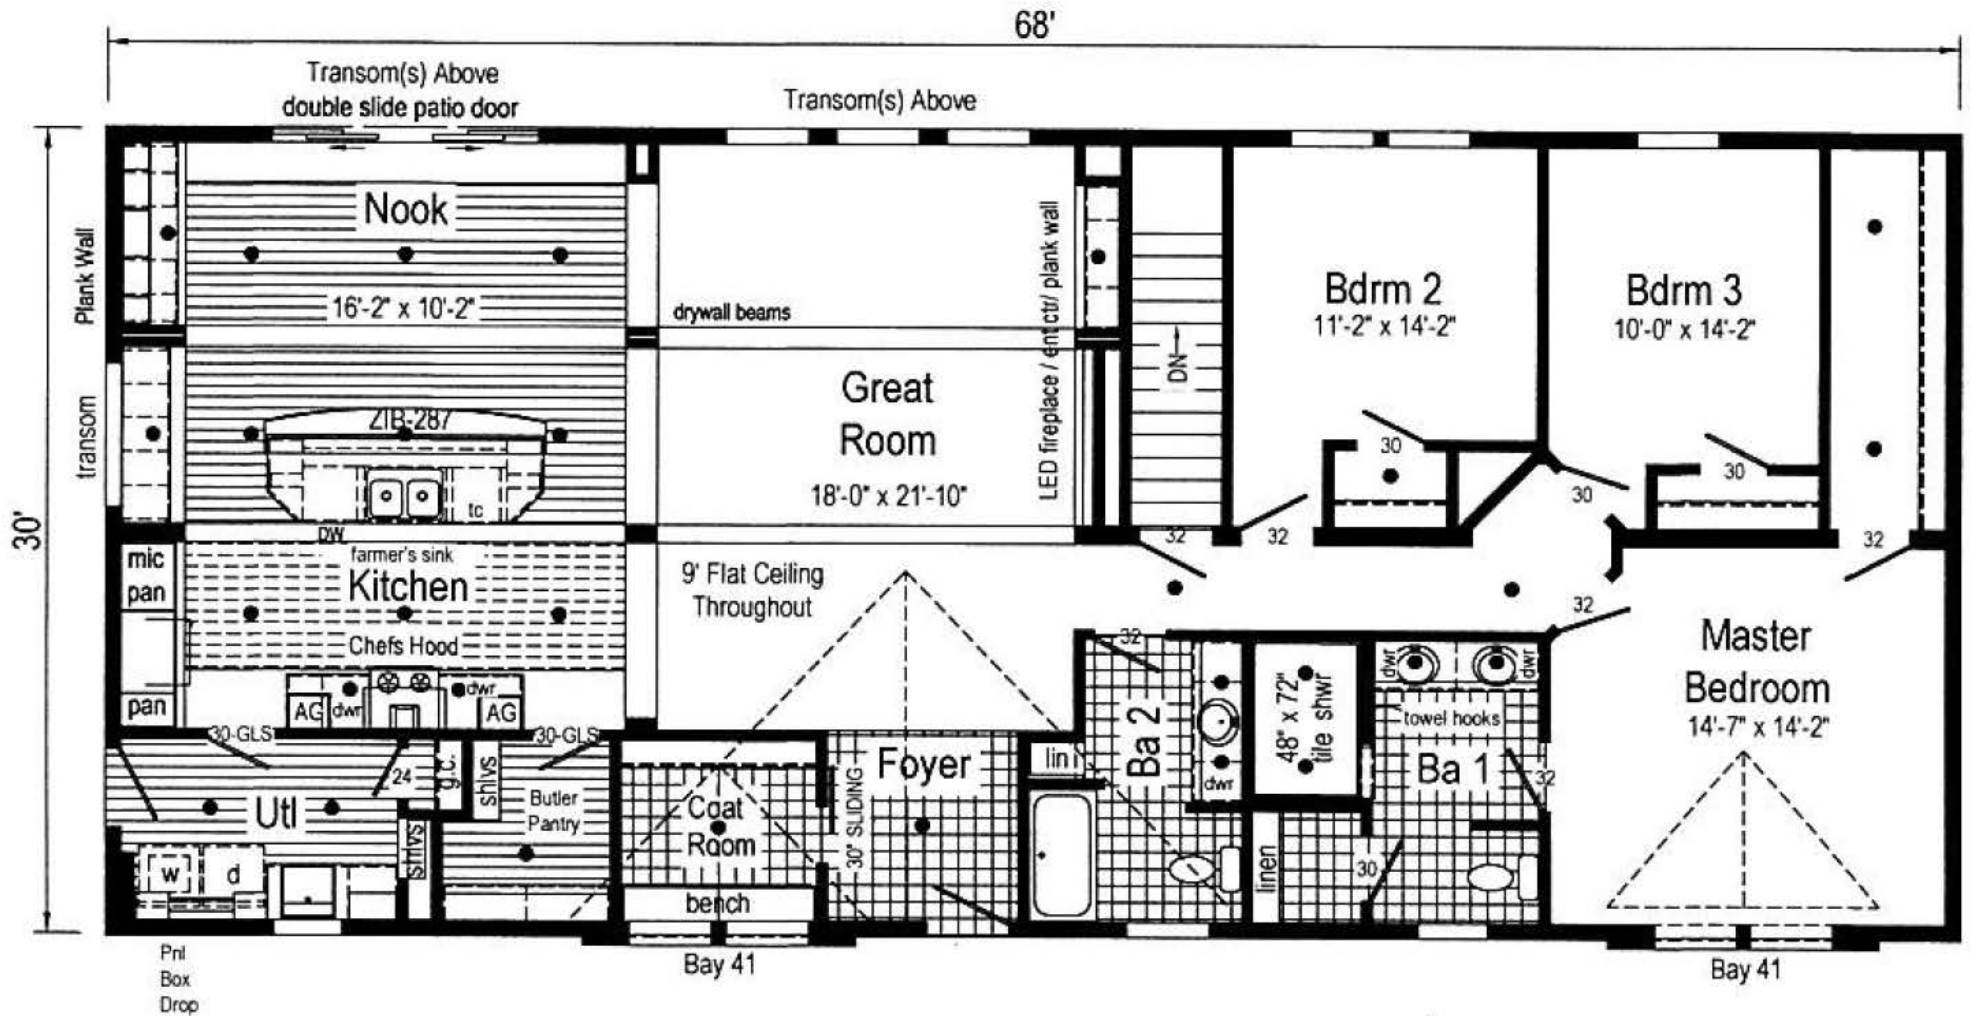 68'
Transom(s) Above
double slide patio door
Transom(s) Above
30'
Plank Wall
transom
Nook
16'-2" x 10'-2"
drywall beams
LED fireplace / ent ctr/ plank wall
DN
Bdrm 2
11'-2" x 14'-2"
Bdrm 3
10'-0" x 14'-2"
30
30
30
ZIB-287
tc
DW
Great
Room
18'-0" x 21'-10"
32
32
32
32
32
mic
pan
pan
farmer's sink
Kitchen
Chefs Hood
AG
dwr
dwr
AG
9' Flat Ceiling
Throughout
Master
Bedroom
14'-7" x 14'-2"
30-GLS
24
shlvs
30-GLS
Utl
w
d
shlvs
Butler
Pantry
Coat
Room
bench
30" SLIDING
Foyer
lin
Ba 2
dwr
48" x 72"
tile shwr
dwr
dwr
towel hooks
Ba 1
32
linen
30
Pnl
Box
Drop
Bay 41
Bay 41